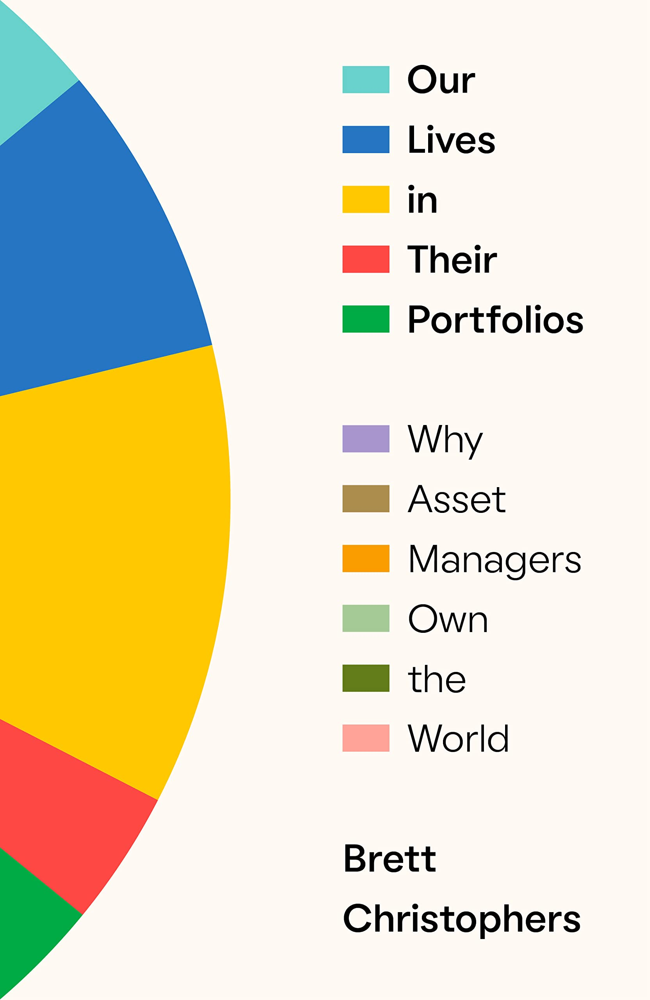 Our
Lives
in
Their
Portfolios
Why
Asset
Managers
Own
the
World
Brett
Christophers